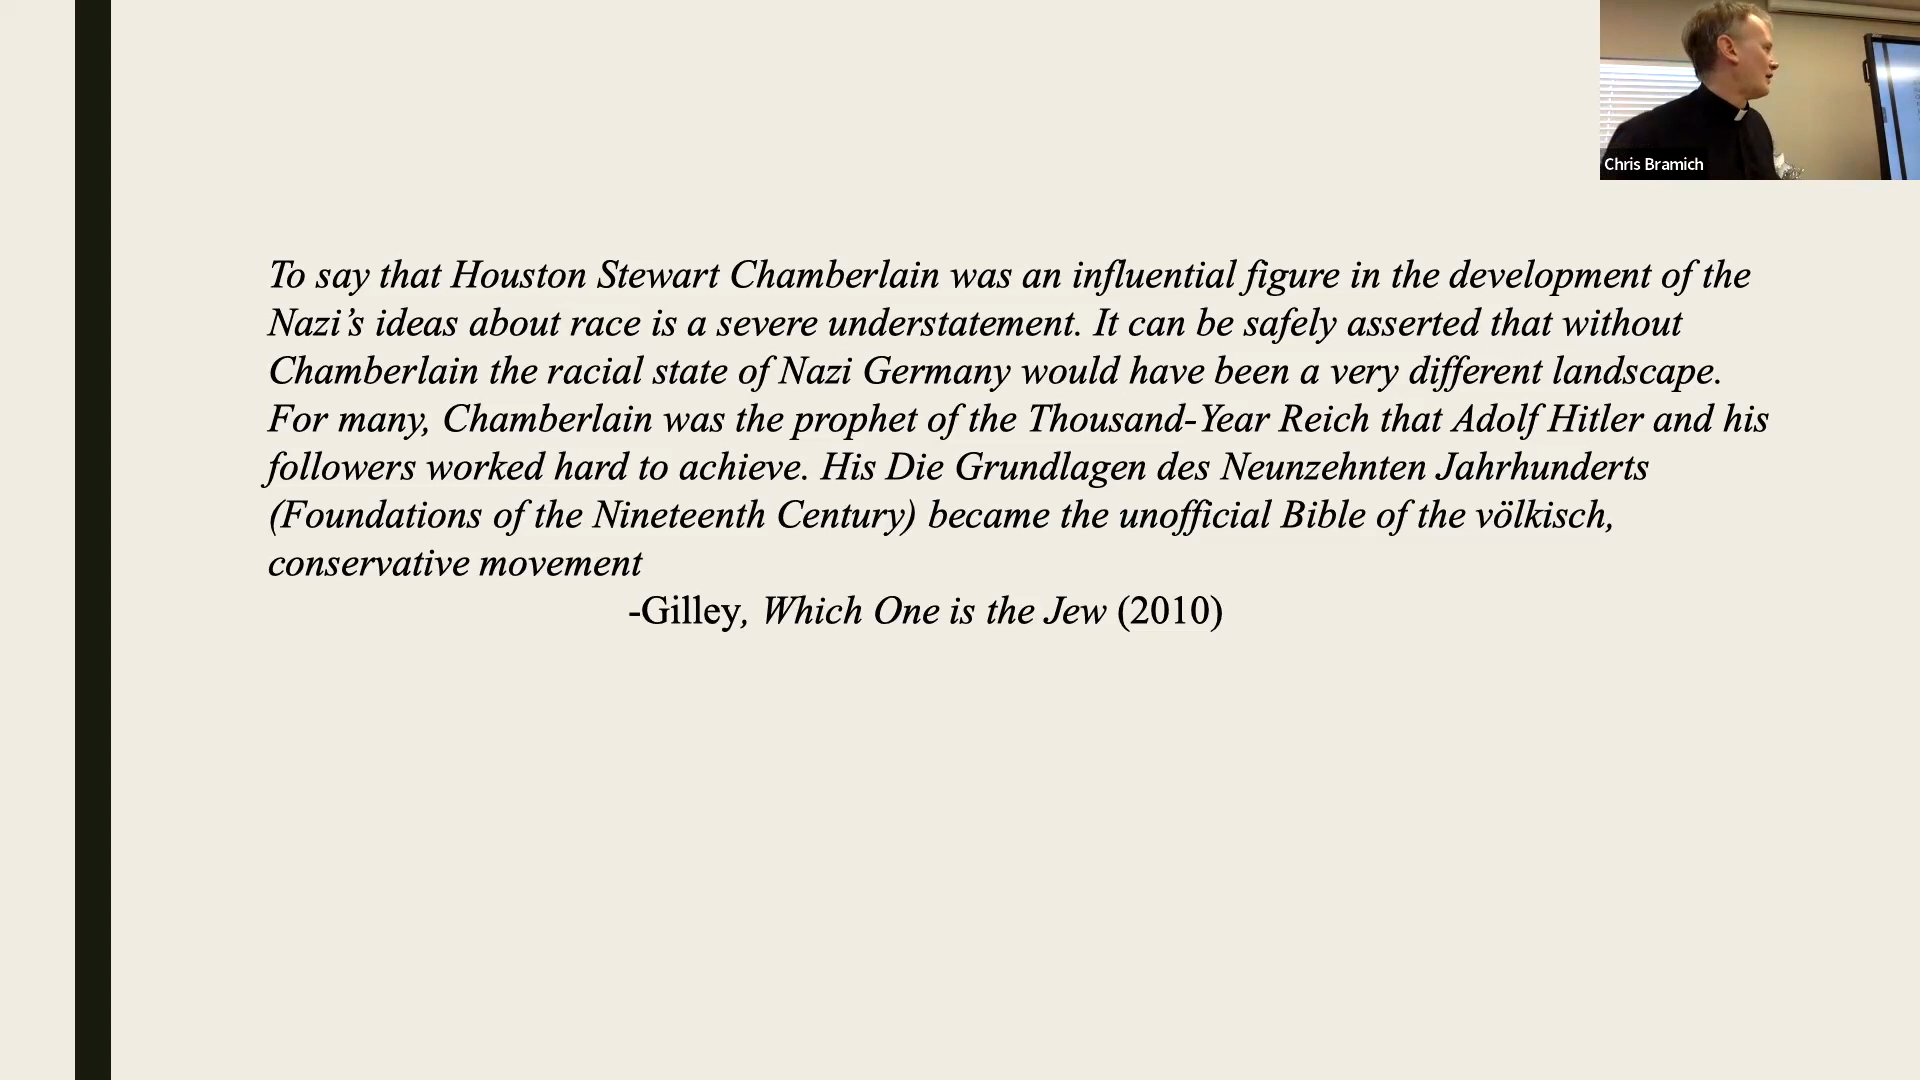 Chris Bramich
To say that Houston Stewart Chamberlain was an influential figure in the development of the
Nazi’s ideas about race is a severe understatement. It can be safely asserted that without
Chamberlain the racial state of Nazi Germany would have been a very different landscape.
For many, Chamberlain was the prophet of the Thousand-Year Reich that Adolf Hitler and his
followers worked hard to achieve. His Die Grundlagen des Neunzehnten Jahrhunderts
(Foundations of the Nineteenth Century) became the unofficial Bible of the völkisch,
conservative movement
-Gilley, Which One is the Jew (2010)